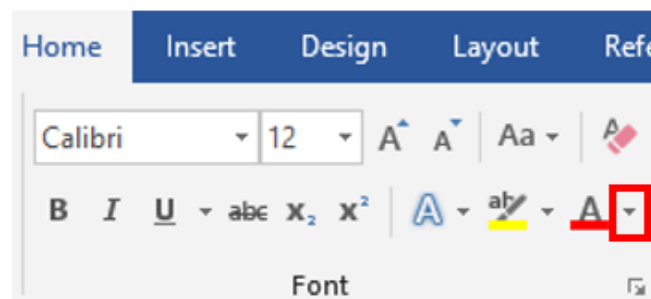 Home Insert Design Layout Refe
Calibri 12 A A Aa A
B I U abc X₂ X² A ab A
Font